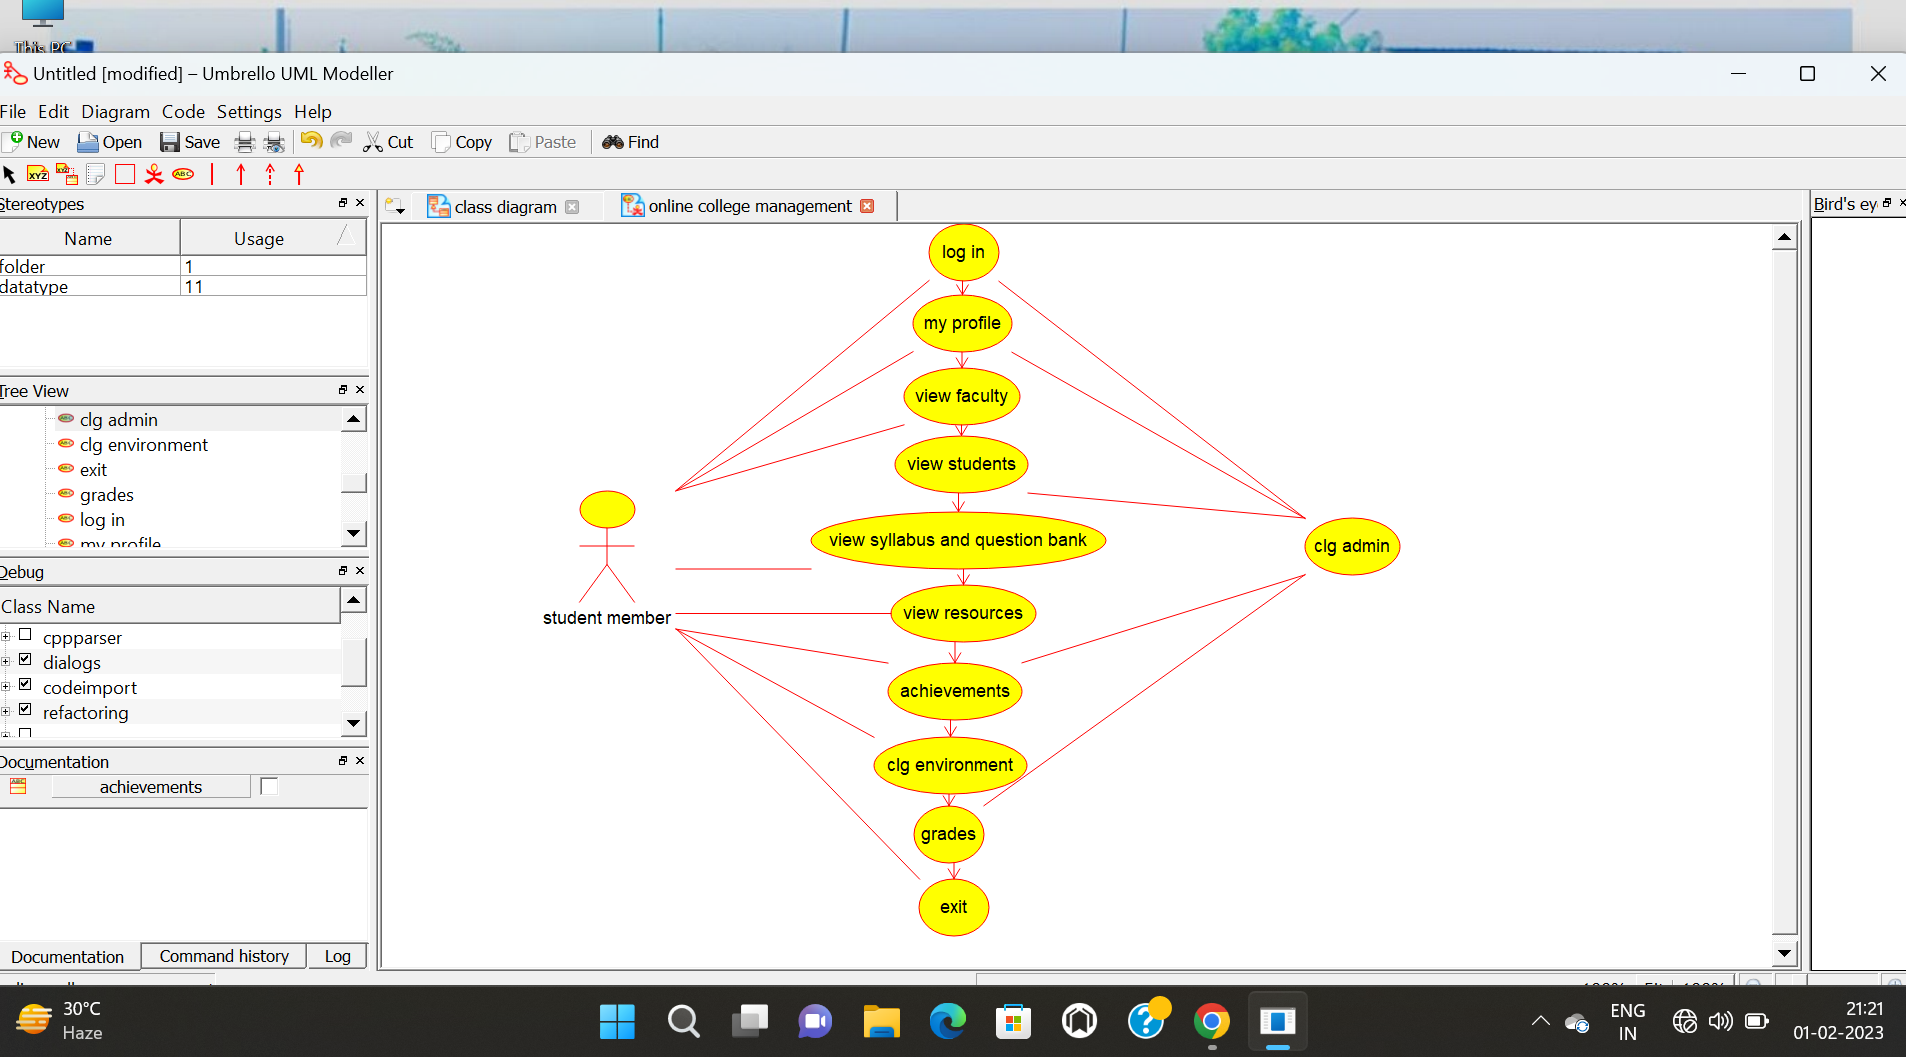 This PC
Untitled [modified] – Umbrello UML Modeller
File Edit Diagram Code Settings Help
New Open Save Cut Copy Paste Find
Stereotypes
Name Usage
folder 1
datatype 11
Tree View
clg admin
clg environment
exit
grades
log in
my profile
Debug
Class Name
cppparser
dialogs
codeimport
refactoring
Documentation
achievements
Documentation Command history Log
class diagram
online college management
Bird's ey
log in
my profile
view faculty
view students
view syllabus and question bank
view resources
achievements
clg environment
grades
exit
student member
clg admin
30°C
Haze
ENG
IN
21:21
01-02-2023